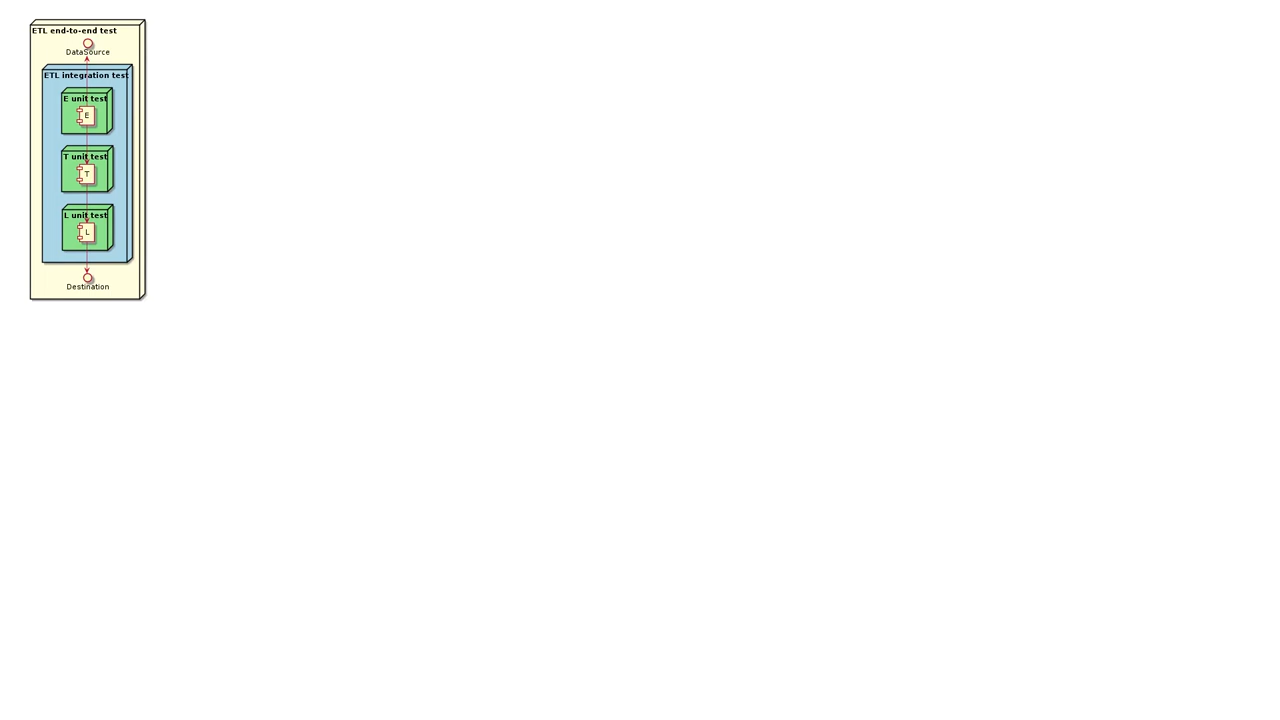 ETL end-to-end test
DataSource
ETL integration test
E unit test
E
T unit test
T
L unit test
L
Destination